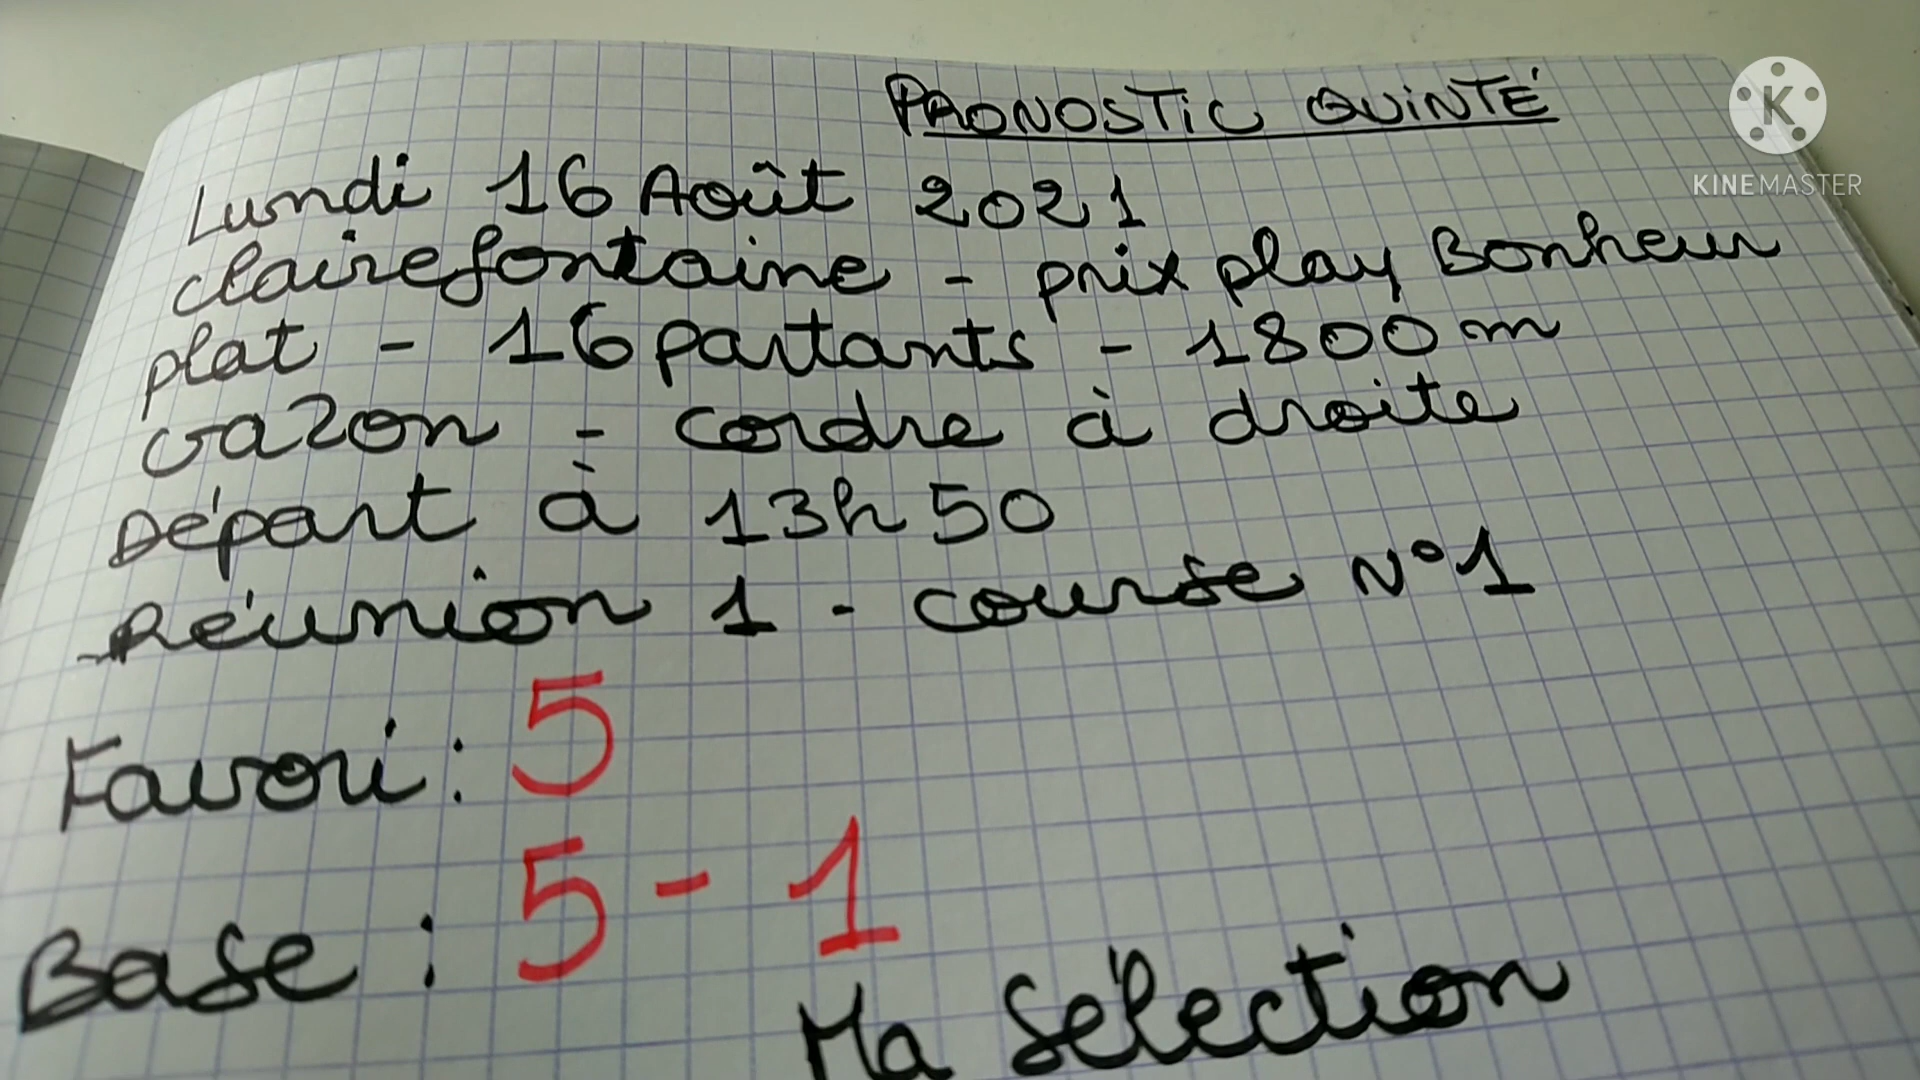 PRONOSTIC QUINTÉ
Lundi 16 Août 2021
Clairefontaine - prix play Bonheur
plat - 16 partants - 1800 m
Gazon - cordre à droite
Départ à 13h50
Réunion 1 - course N°1
Favori : 5
Base : 5 - 1
Ma Sélection
K
KINEMASTER